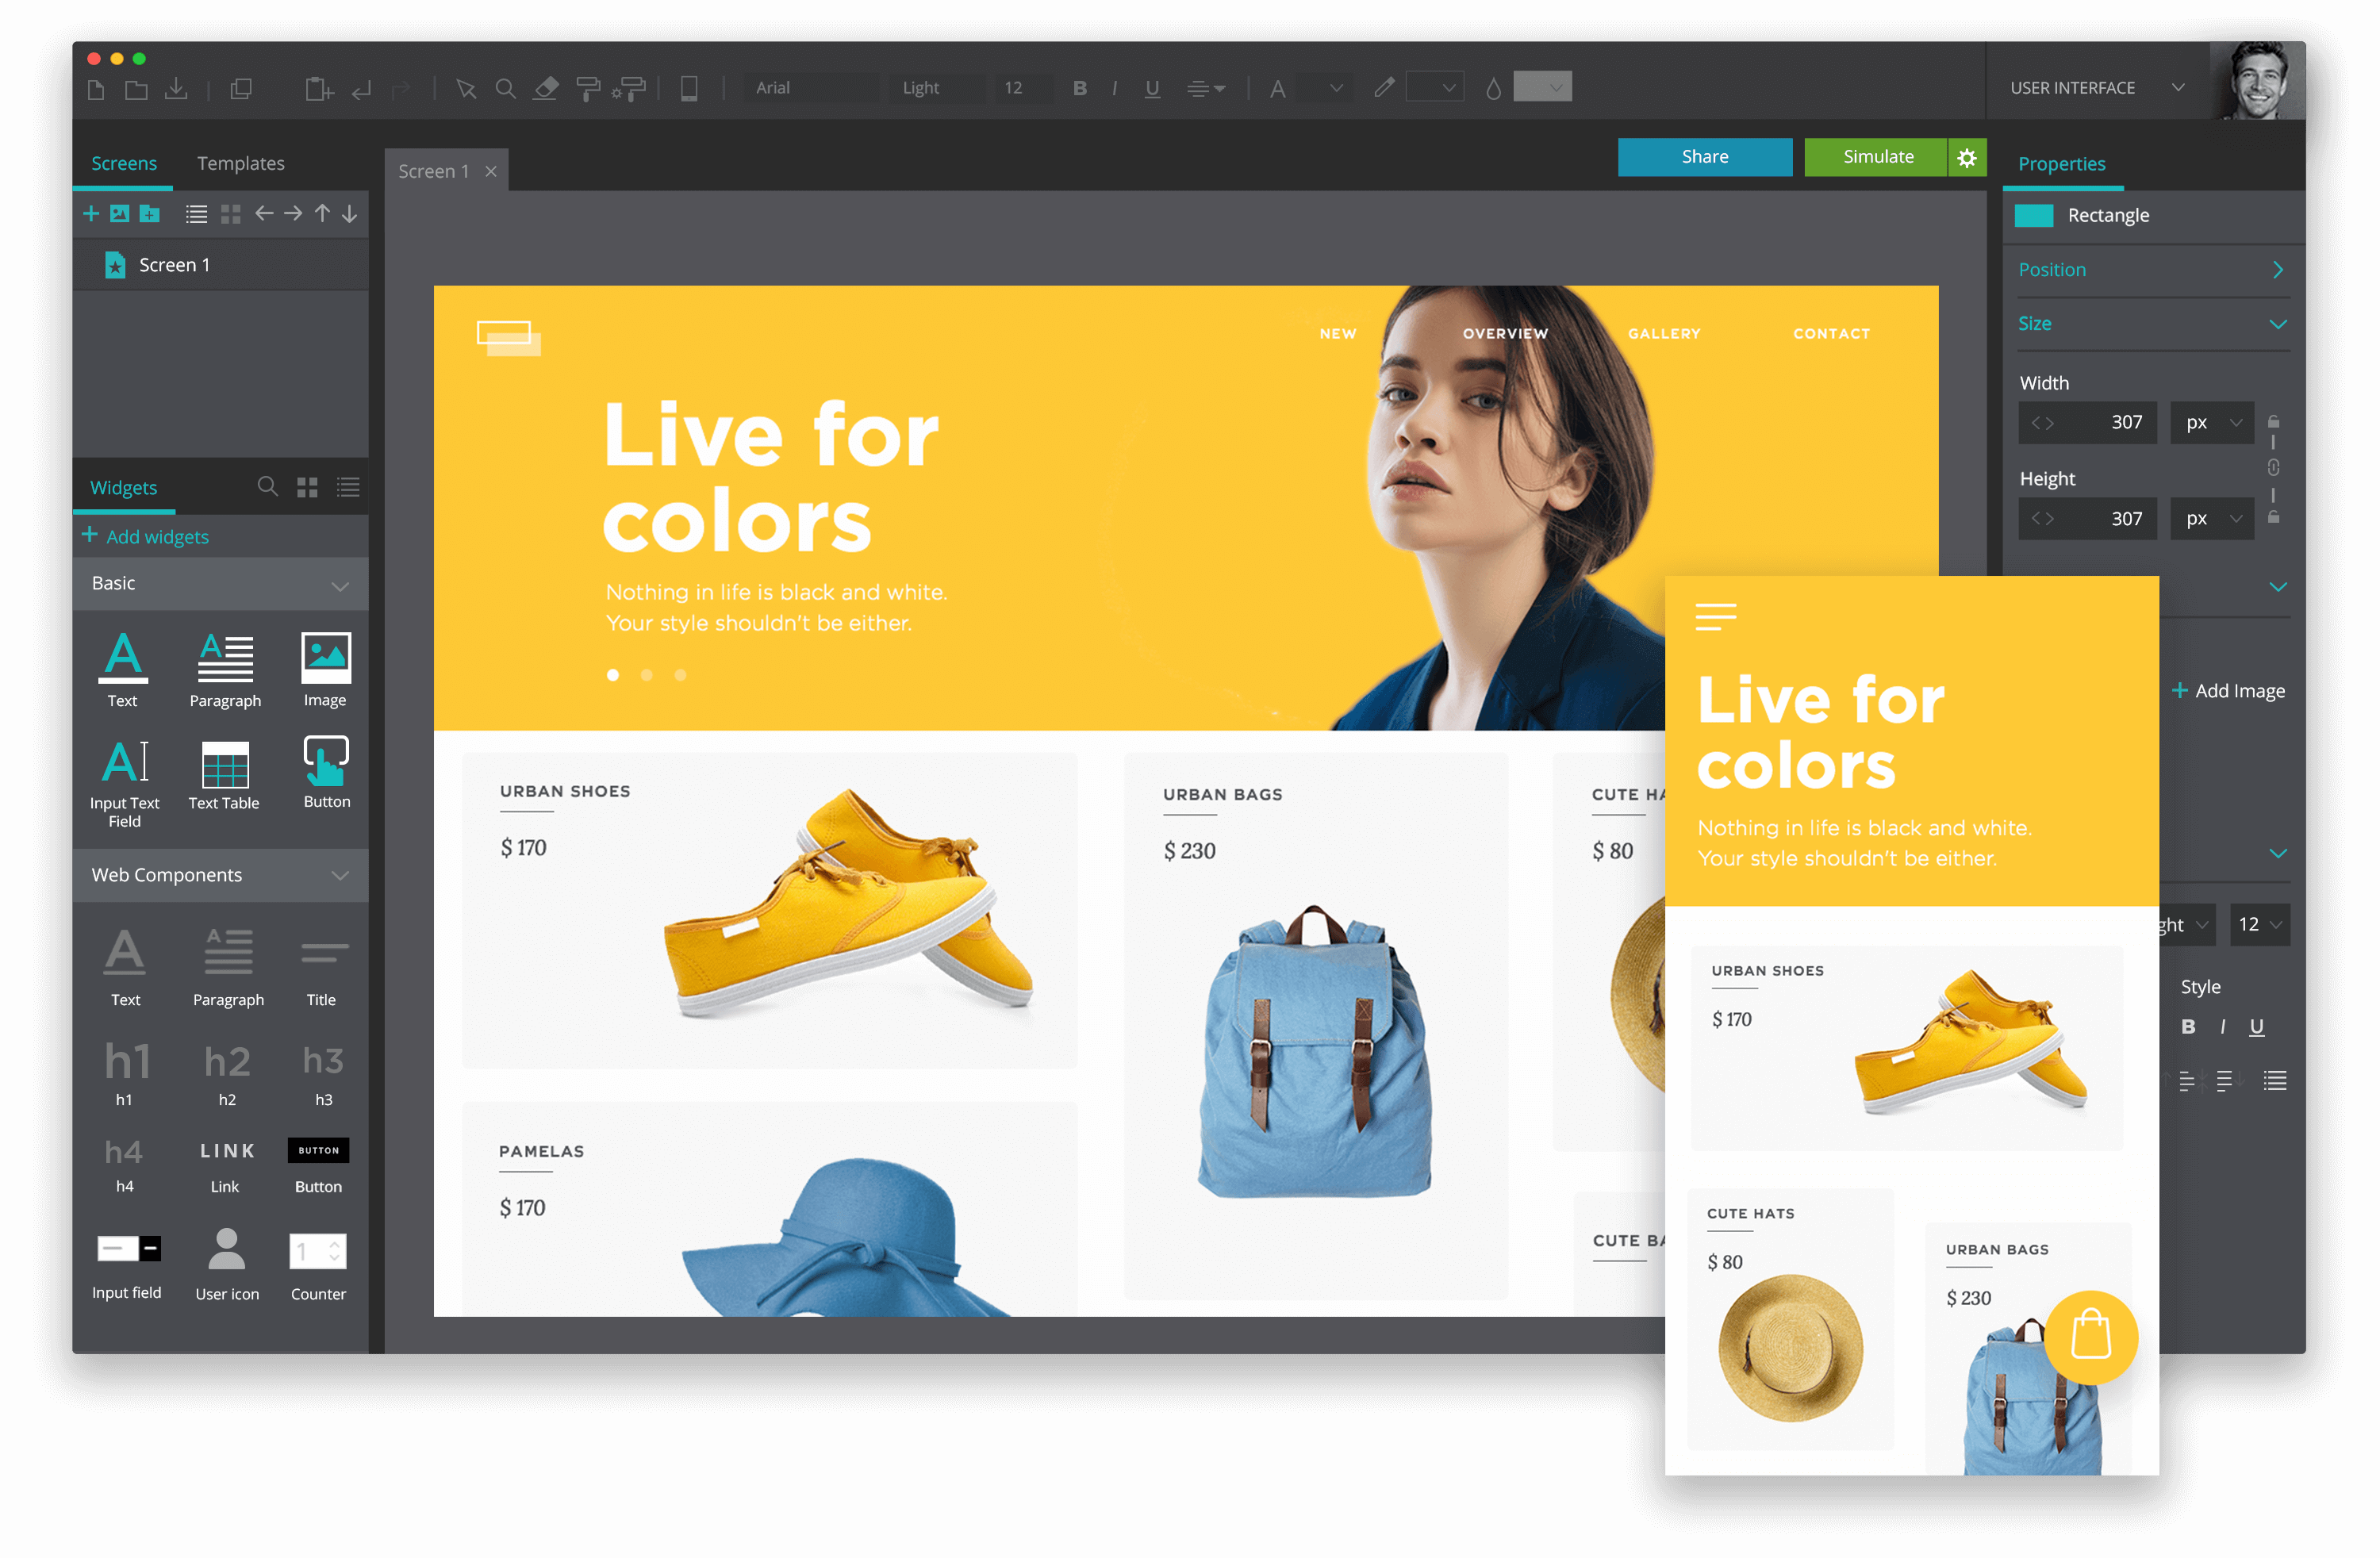 Arial Light 12 B I U A USER INTERFACE
Screens Templates
Screen 1
Share Simulate
Properties
Screen 1
Rectangle
Position
Size
Width
307 px
Height
307 px
Widgets
Add widgets
Basic
A A
Text Paragraph Image
A
Input Text Field Text Table Button
Web Components
A A
Text Paragraph Title
h1 h2 h3
h1 h2 h3
h4 LINK BUTTON
h4 Link Button
1
Input field User icon Counter
NEW OVERVIEW GALLERY CONTACT
Live for
colors
Nothing in life is black and white.
Your style shouldn't be either.
URBAN SHOES
$ 170
URBAN BAGS
$ 230
CUTE HA
$ 80
PAMELAS
$ 170
CUTE BA
Live for
colors
Nothing in life is black and white.
Your style shouldn't be either.
URBAN SHOES
$ 170
CUTE HATS
$ 80
URBAN BAGS
$ 230
Add Image
ght 12
Style
B I U